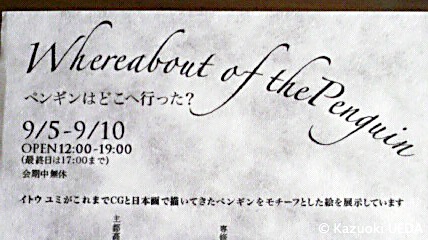 Whereabout of the Penguin
ペンギンはどこへ行った?
9/5-9/10
OPEN12:00-19:00
(最終日は17:00まで)
会期中無休
イトウ ユミがこれまでCGと日本画で描いてきたペンギンをモチーフとした絵を展示しています
© Kazuoki UEDA